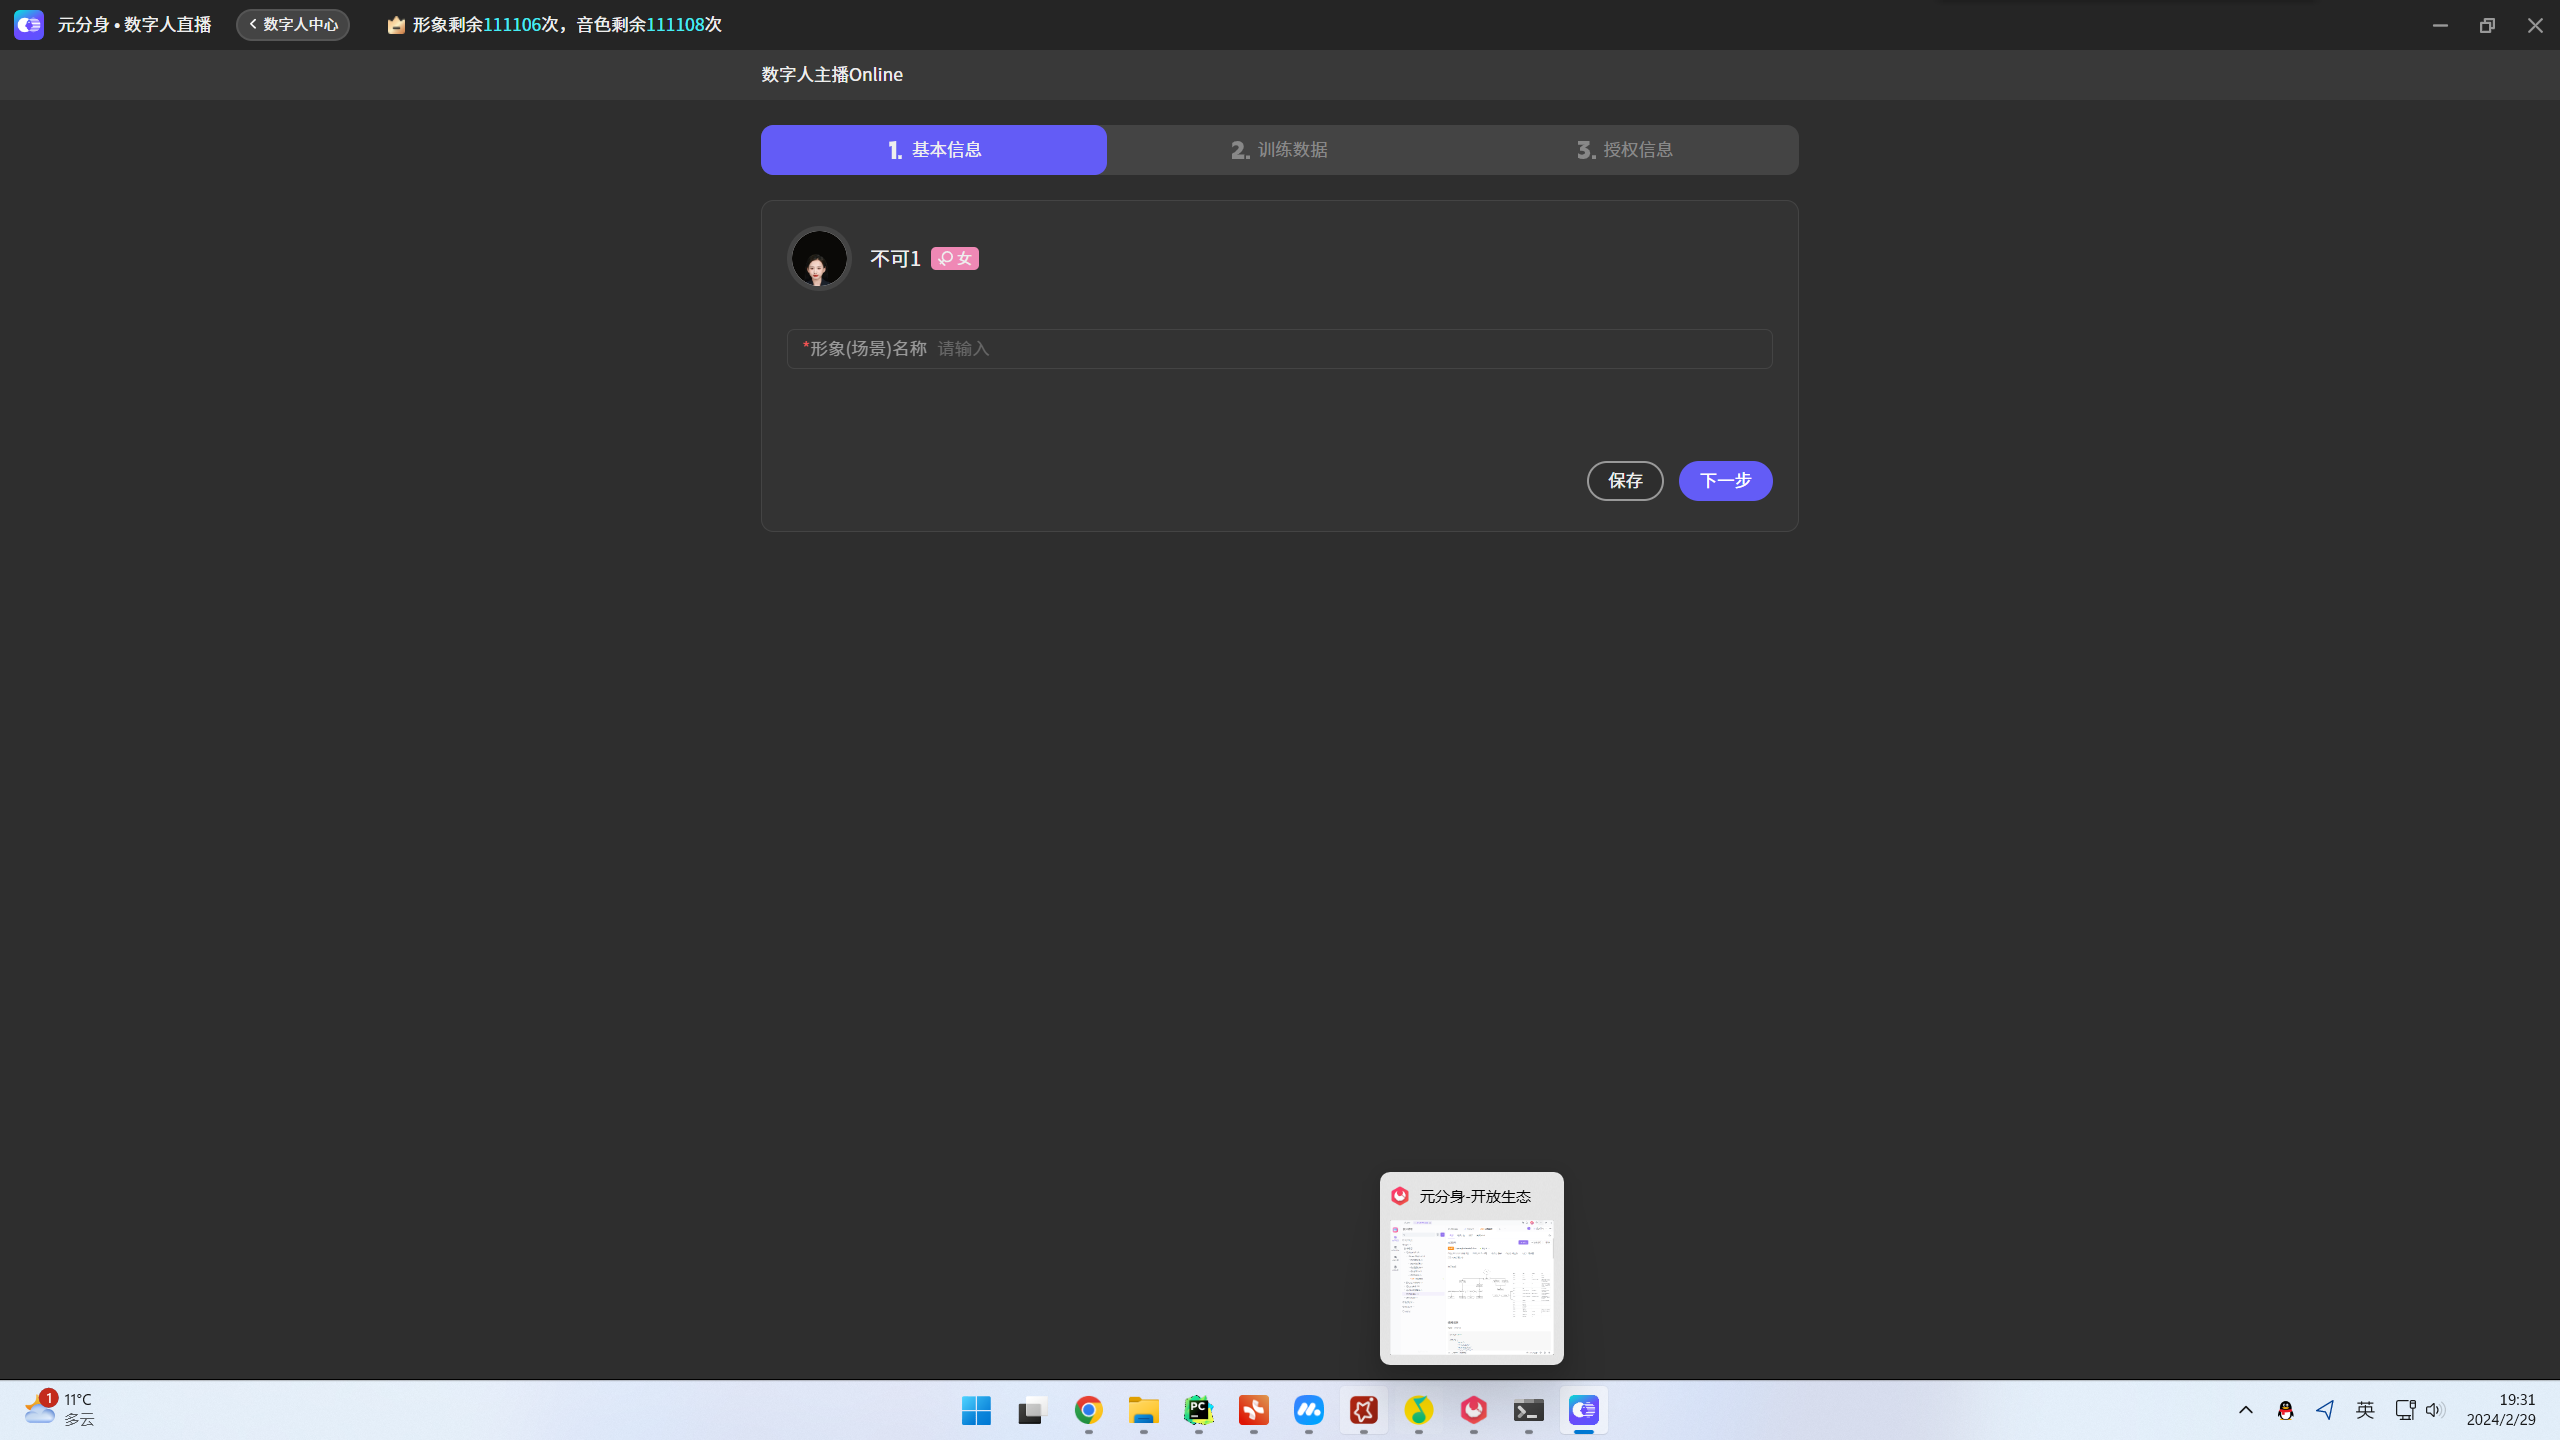 元分身•数字人直播
数字人中心
形象剩余111106次，音色剩余111108次
数字人主播Online
1. 基本信息
2. 训练数据
3. 授权信息
不可1
女
*形象(场景)名称 请输入
保存
下一步
元分身-开放生态
1
11°C
多云
PC
英
19:31
2024/2/29